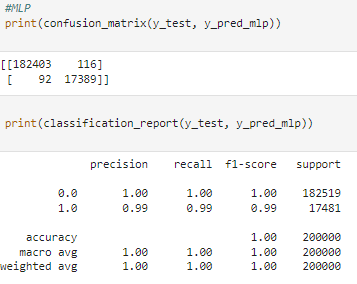 #MLP
print(confusion_matrix(y_test, y_pred_mlp))
[[182403    116]
 [    92  17389]]
print(classification_report(y_test, y_pred_mlp))
              precision    recall  f1-score   support
         0.0       1.00      1.00      1.00    182519
         1.0       0.99      0.99      0.99     17481
    accuracy                           1.00    200000
   macro avg       1.00      1.00      1.00    200000
weighted avg       1.00      1.00      1.00    200000